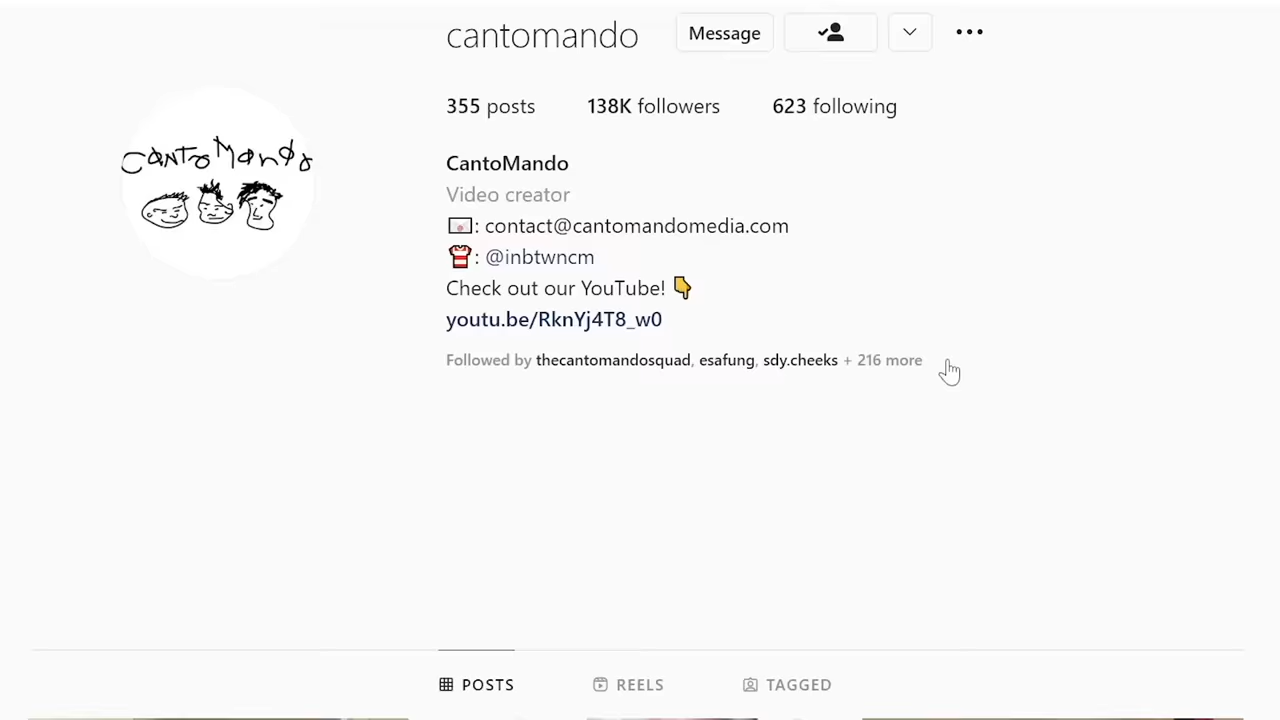 cantomando Message
355 posts 138K followers 623 following
CantoMando
CantoMando
Video creator
: contact@cantomandomedia.com
: @inbtwncm
Check out our YouTube! 👇
youtu.be/RknYj4T8_w0
Followed by thecantomandosquad, esafung, sdy.cheeks + 216 more
POSTS REELS TAGGED